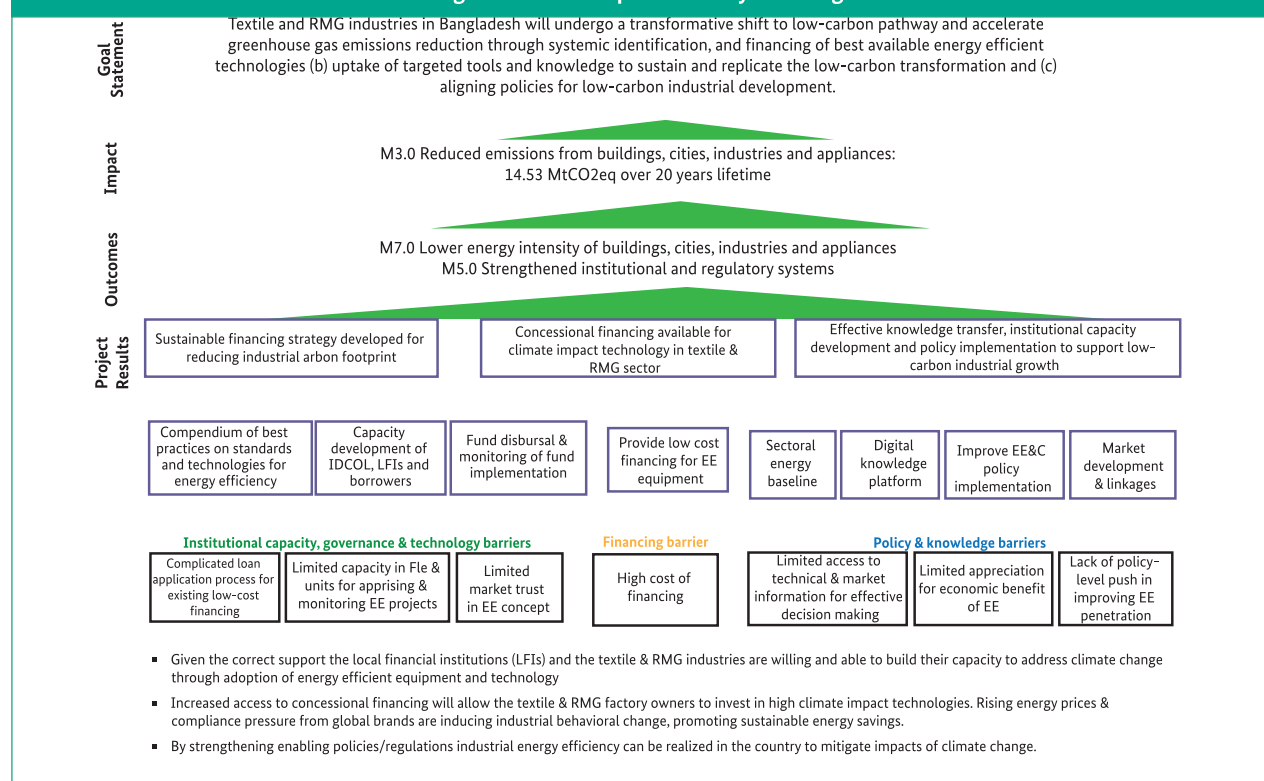 Goal
Statement
Textile and RMG industries in Bangladesh will undergo a transformative shift to low-carbon pathway and accelerate
greenhouse gas emissions reduction through systemic identification, and financing of best available energy efficient
technologies (b) uptake of targeted tools and knowledge to sustain and replicate the low-carbon transformation and (c)
aligning policies for low-carbon industrial development.
Impact
M3.0 Reduced emissions from buildings, cities, industries and appliances:
14.53 MtCO2eq over 20 years lifetime
Outcomes
M7.0 Lower energy intensity of buildings, cities, industries and appliances
M5.0 Strengthened institutional and regulatory systems
Project
Results
Sustainable financing strategy developed for
reducing industrial arbon footprint
Concessional financing available for
climate impact technology in textile &
RMG sector
Effective knowledge transfer, institutional capacity
development and policy implementation to support low-
carbon industrial growth
Compendium of best
practices on standards
and technologies for
energy efficiency
Capacity
development of
IDCOL, LFIs and
borrowers
Fund disbursal &
monitoring of fund
implementation
Provide low cost
financing for EE
equipment
Sectoral
energy
baseline
Digital
knowledge
platform
Improve EE&C
policy
implementation
Market
development
& linkages
Institutional capacity, governance & technology barriers
Complicated loan
application process for
existing low-cost
financing
Limited capacity in Fle &
units for apprising &
monitoring EE projects
Limited
market trust
in EE concept
Financing barrier
High cost of
financing
Policy & knowledge barriers
Limited access to
technical & market
information for effective
decision making
Limited appreciation
for economic benefit
of EE
Lack of policy-
level push in
improving EE
penetration
▪ Given the correct support the local financial institutions (LFIs) and the textile & RMG industries are willing and able to build their capacity to address climate change
through adoption of energy efficient equipment and technology
▪ Increased access to concessional financing will allow the textile & RMG factory owners to invest in high climate impact technologies. Rising energy prices &
compliance pressure from global brands are inducing industrial behavioral change, promoting sustainable energy savings.
▪ By strengthening enabling policies/regulations industrial energy efficiency can be realized in the country to mitigate impacts of climate change.